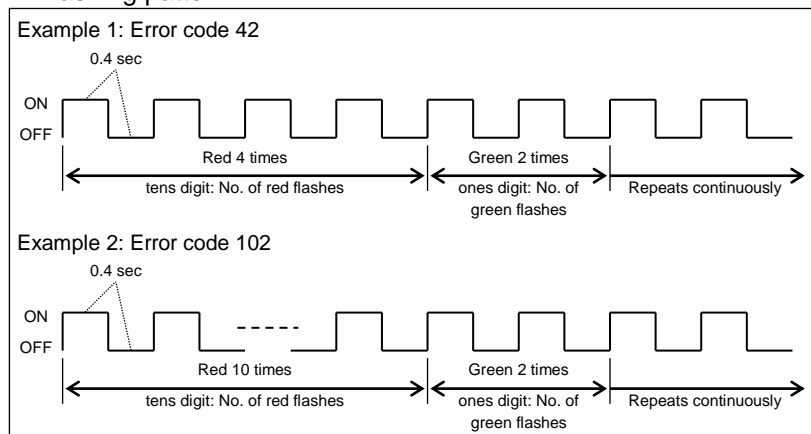 Example 1: Error code 42
0.4 sec
ON
OFF
Red 4 times
Green 2 times
tens digit: No. of red flashes
ones digit: No. of
green flashes
Repeats continuously
Example 2: Error code 102
0.4 sec
ON
OFF
Red 10 times
Green 2 times
tens digit: No. of red flashes
ones digit: No. of
green flashes
Repeats continuously